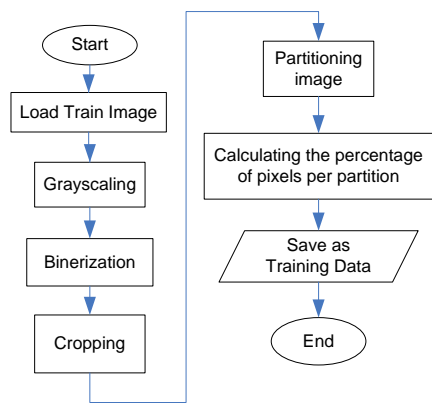 Start
Load Train Image
Grayscaling
Binerization
Cropping
Partitioning
image
Calculating the percentage
of pixels per partition
Save as
Training Data
End